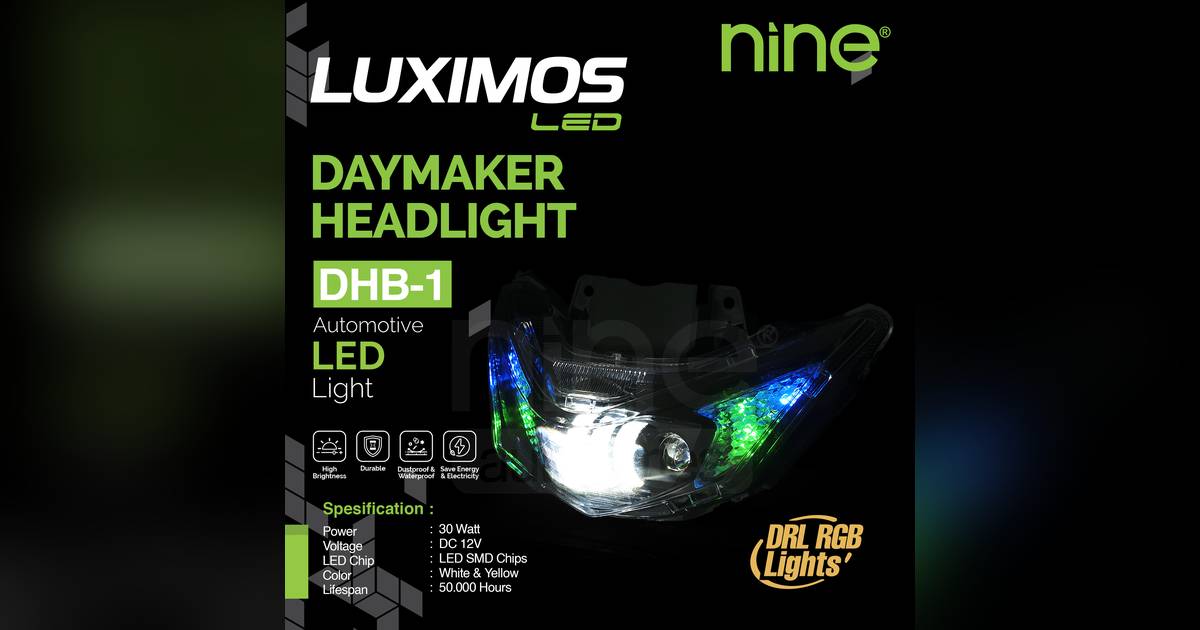 nine®
LUXIMOS
LED
DAYMAKER
HEADLIGHT
DHB-1
Automotive
LED
Light
nine®
High
Brightness
Durable
Dustproof &
Waterproof
Save Energy
& Electricity
Spesification :
Power : 30 Watt
Voltage : DC 12V
LED Chip : LED SMD Chips
Color : White & Yellow
Lifespan : 50.000 Hours
DRL RGB
Lights'